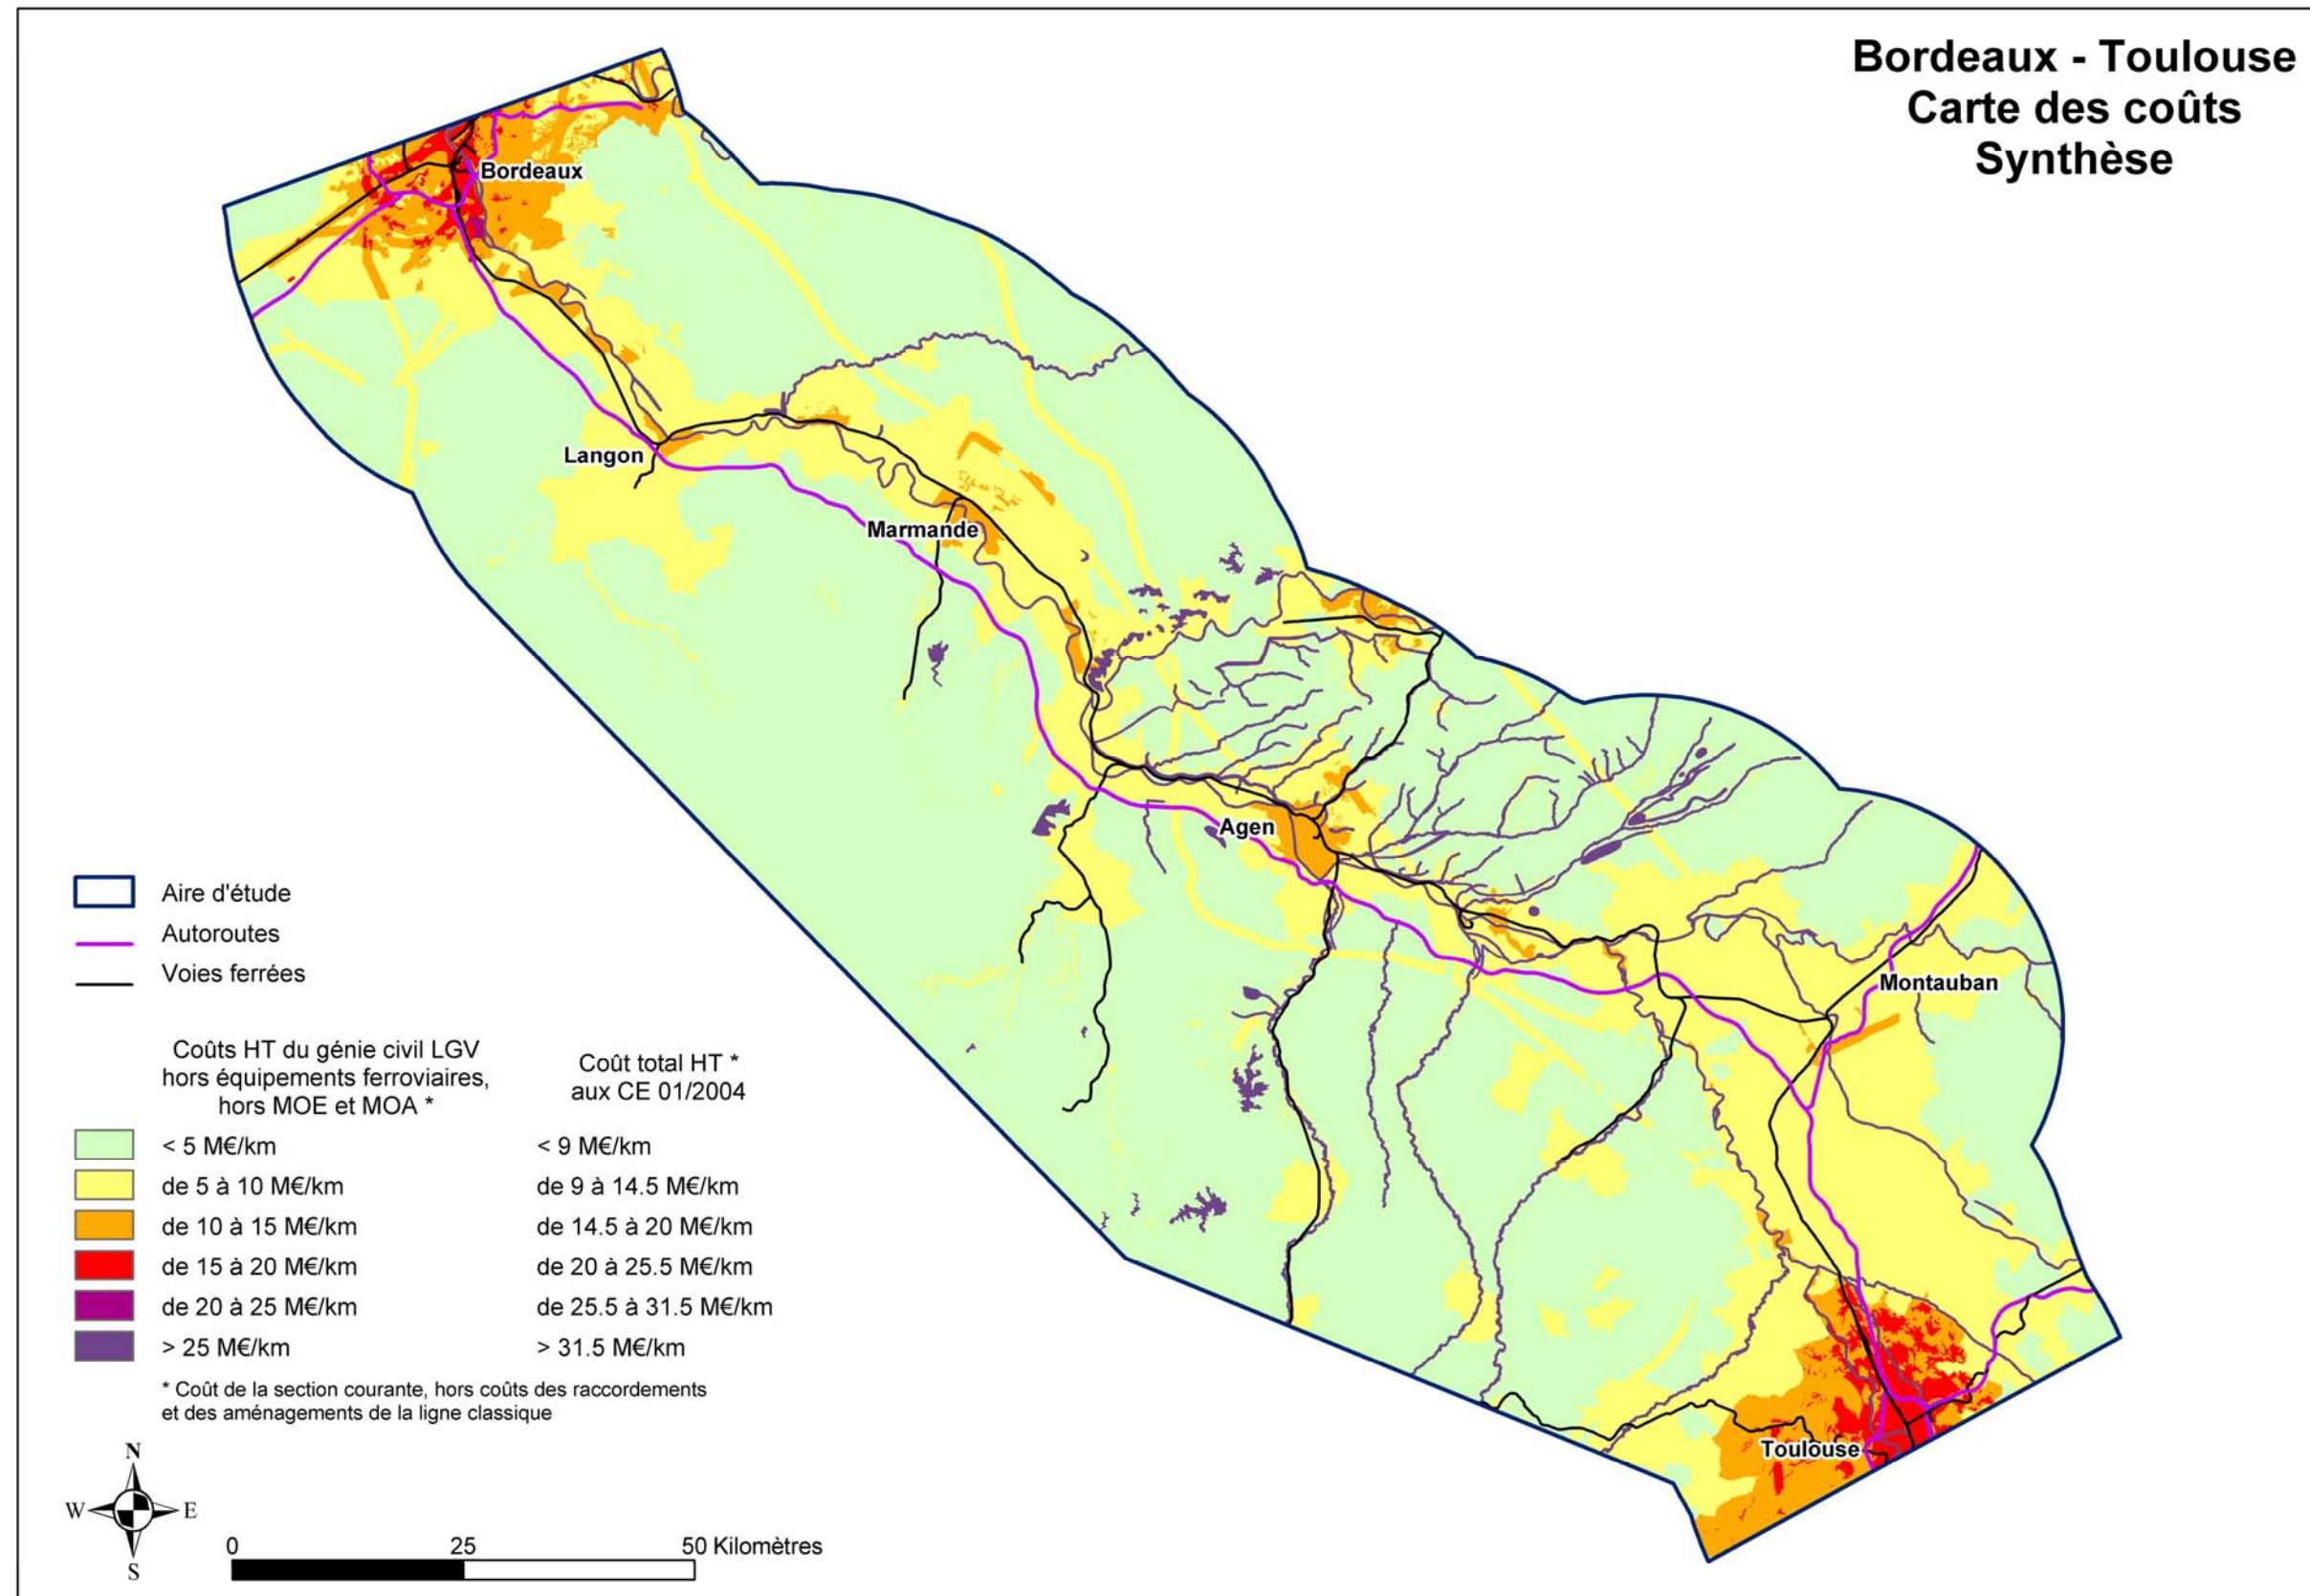 Bordeaux - Toulouse
Carte des coûts
Synthèse
Bordeaux
Langon
Marmande
Agen
Montauban
Toulouse
Aire d'étude
Autoroutes
Voies ferrées
Coûts HT du génie civil LGV
hors équipements ferroviaires,
hors MOE et MOA *
Coût total HT *
aux CE 01/2004
< 5 M€/km < 9 M€/km
de 5 à 10 M€/km de 9 à 14.5 M€/km
de 10 à 15 M€/km de 14.5 à 20 M€/km
de 15 à 20 M€/km de 20 à 25.5 M€/km
de 20 à 25 M€/km de 25.5 à 31.5 M€/km
> 25 M€/km > 31.5 M€/km
* Coût de la section courante, hors coûts des raccordements
et des aménagements de la ligne classique
N
W E
S
0 25 50 Kilomètres